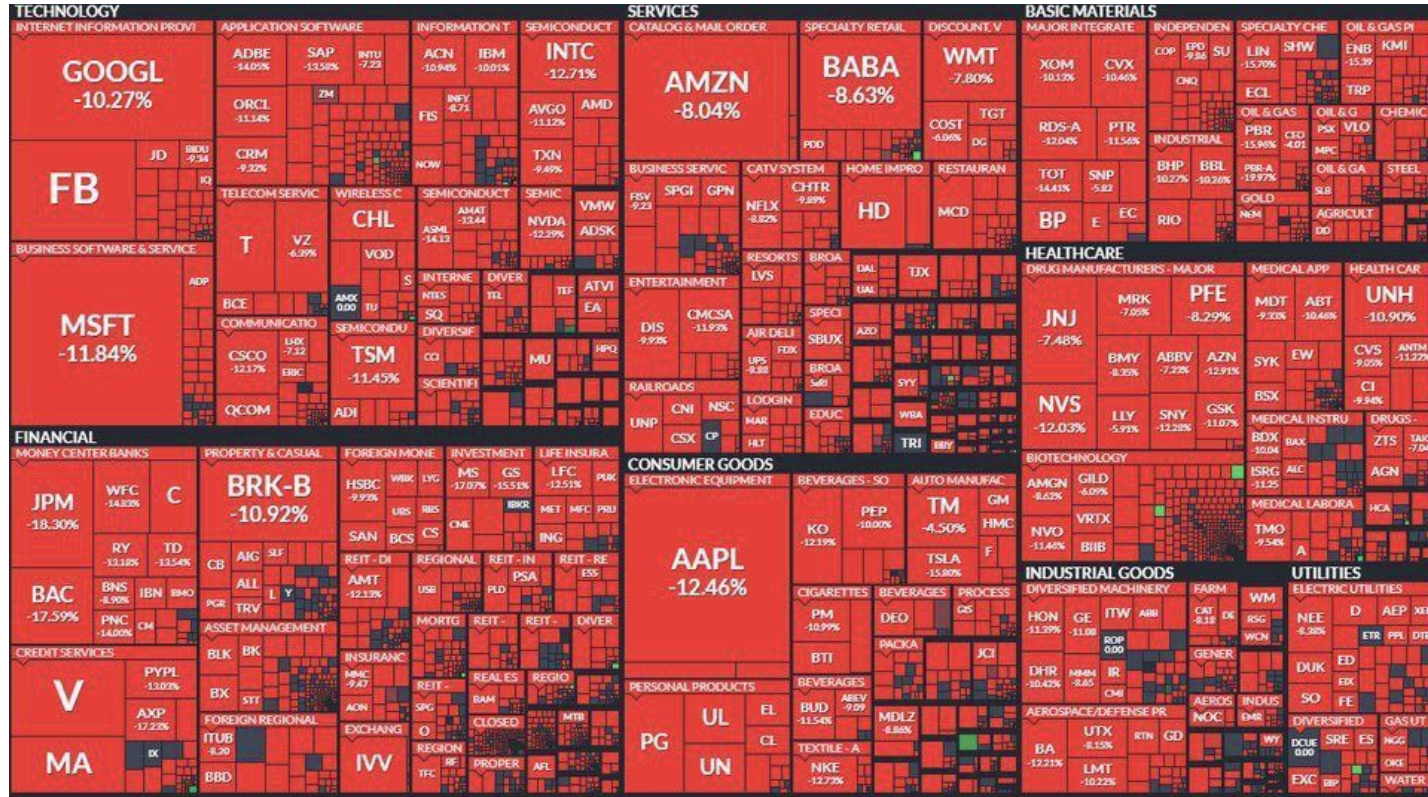 TECHNOLOGY
INTERNET INFORMATION PROVI
GOOGL
-10.27%
FB
JD
BIDU
-9.34
IQ
BUSINESS SOFTWARE & SERVICE
MSFT
-11.84%
ADP
APPLICATION SOFTWARE
ADBE
-14.05%
SAP
-13.58%
INTU
-7.23
ORCL
-11.14%
ZM
CRM
-9.32%
INFORMATION T
ACN
-10.94%
IBM
-10.01%
FIS
INFY
-8.71
NOW
SEMICONDUCT
INTC
-12.71%
AVGO
-11.12%
AMD
TXN
-9.49%
TELECOM SERVIC
T
VZ
-6.39%
BCE
WIRELESS C
CHL
VOD
S
AMX
0.00
TU
SEMICONDUCT
AMAT
-13.44
ASML
-14.13
SEMIC
NVDA
-12.29%
VMW
ADSK
COMMUNICATIO
CSCO
-12.17%
LHX
-7.12
ERIC
QCOM
SEMICONDU
TSM
-11.45%
ADI
INTERNE
NTES
SQ
DIVER
TEL
TEF
ATVI
EA
DIVERSIF
CCI
SCIENTIFI
MU
HPQ
SERVICES
CATALOG & MAIL ORDER
AMZN
-8.04%
SPECIALTY RETAIL
BABA
-8.63%
PDD
DISCOUNT, V
WMT
-7.80%
COST
-6.06%
TGT
DG
BUSINESS SERVIC
FISV
-9.23
SPGI
GPN
CATV SYSTEM
NFLX
-8.82%
CHTR
-9.89%
HOME IMPRO
HD
RESTAURAN
MCD
ENTERTAINMENT
DIS
-9.93%
CMCSA
-11.93%
RESORTS
LVS
BROA
DAL
UAL
TJX
AIR DELI
UPS
-8.88
FDX
SPECI
SBUX
AZO
BROA
SIRI
RAILROADS
UNP
CNI
NSC
CSX
CP
LODGIN
MAR
HLT
EDUC
SYY
WBA
TRI
BBY
BASIC MATERIALS
MAJOR INTEGRATE
XOM
-10.13%
CVX
-10.46%
RDS-A
-12.04%
PTR
-11.56%
TOT
-14.41%
SNP
-5.82
BP
E
EC
INDEPENDEN
COP
EPD
-9.86
SU
CNQ
INDUSTRIAL
BHP
-10.27%
BBL
-10.26%
RIO
SPECIALTY CHE
LIN
-15.70%
SHW
ECL
OIL & GAS PI
ENB
-15.39
KMI
TRP
OIL & GAS
PBR
-15.96%
CEO
-4.01
PBR-A
-19.97%
OIL & G
PSX
VLO
MPC
CHEMIC
OIL & GA
SLB
STEEL
GOLD
NEM
AGRICULT
DD
HEALTHCARE
DRUG MANUFACTURERS - MAJOR
JNJ
-7.48%
MRK
-7.05%
PFE
-8.29%
BMY
-8.35%
ABBV
-7.23%
AZN
-12.91%
NVS
-12.03%
LLY
-5.91%
SNY
-12.28%
GSK
-11.07%
MEDICAL APP
MDT
-9.33%
ABT
-10.46%
SYK
EW
BSX
HEALTH CAR
UNH
-10.90%
CVS
-9.05%
ANTM
-11.22%
CI
-9.94%
BIOTECHNOLOGY
AMGN
-8.62%
GILD
-6.09%
VRTX
NVO
-11.46%
BIIB
MEDICAL INSTRU
BDX
-10.04
BAX
ISRG
-11.25
ALC
DRUGS -
ZTS
AGN
MEDICAL LABORA
TMO
-9.54%
A
HCA
FINANCIAL
MONEY CENTER BANKS
JPM
-18.30%
WFC
-14.83%
C
RY
-13.18%
TD
-13.54%
BAC
-17.59%
BNS
-8.90%
IBN
BMO
PNC
-14.00%
CM
PROPERTY & CASUAL
BRK-B
-10.92%
CB
AIG
SLF
ALL
L
Y
PGR
TRV
FOREIGN MONE
HSBC
-9.93%
WBK
LYG
UBS
RBS
SAN
BCS
CS
INVESTMENT
MS
-17.07%
GS
-15.51%
IBKR
CME
LIFE INSURA
LFC
-12.51%
PUK
MET
MFC
PRU
ING
CREDIT SERVICES
V
PYPL
-13.03%
AXP
-17.23%
MA
IX
ASSET MANAGEMENT
BLK
BK
BX
STT
FOREIGN REGIONAL
ITUB
-8.20
BBD
REIT - DI
AMT
-12.13%
REGIONAL
USB
REIT - IN
PLD
PSA
REIT - RE
ESS
INSURANC
MMC
-9.47
AON
MORTG
REIT -
REIT -
DIVER
REIT -
SPG
O
REAL ES
BAM
REGIO
CLOSED
MTB
EXCHANG
IVV
REGION
TFC
RF
PROPER
AFL
CONSUMER GOODS
ELECTRONIC EQUIPMENT
AAPL
-12.46%
BEVERAGES - SO
KO
-12.19%
PEP
-10.00%
AUTO MANUFAC
TM
-4.50%
GM
HMC
TSLA
-15.80%
F
CIGARETTES
PM
-10.99%
BTI
BEVERAGES
DEO
PROCESS
GIS
PACKA
JCI
PERSONAL PRODUCTS
PG
UL
EL
UN
CL
BEVERAGES
BUD
-11.54%
ABEV
-9.09
MDLZ
-8.86%
TEXTILE - A
NKE
-12.73%
INDUSTRIAL GOODS
DIVERSIFIED MACHINERY
HON
-11.39%
GE
-11.08
ITW
ABB
ROP
0.00
DHR
-10.42%
MMM
-8.65
IR
CMI
FARM
CAT
-8.18
DE
WM
RSG
WCN
GENER
AEROSPACE/DEFENSE PR
BA
-12.21%
UTX
-8.15%
RTN
GD
LMT
-10.22%
AEROS
NOC
INDUS
EMR
WY
UTILITIES
ELECTRIC UTILITIES
NEE
-8.28%
D
AEP
ETR
PPL
DUK
ED
EIX
SO
FE
DIVERSIFIED
DCUE
0.00
SRE
ES
EXC
BIP
GAS UT
NGG
OKE
WATER